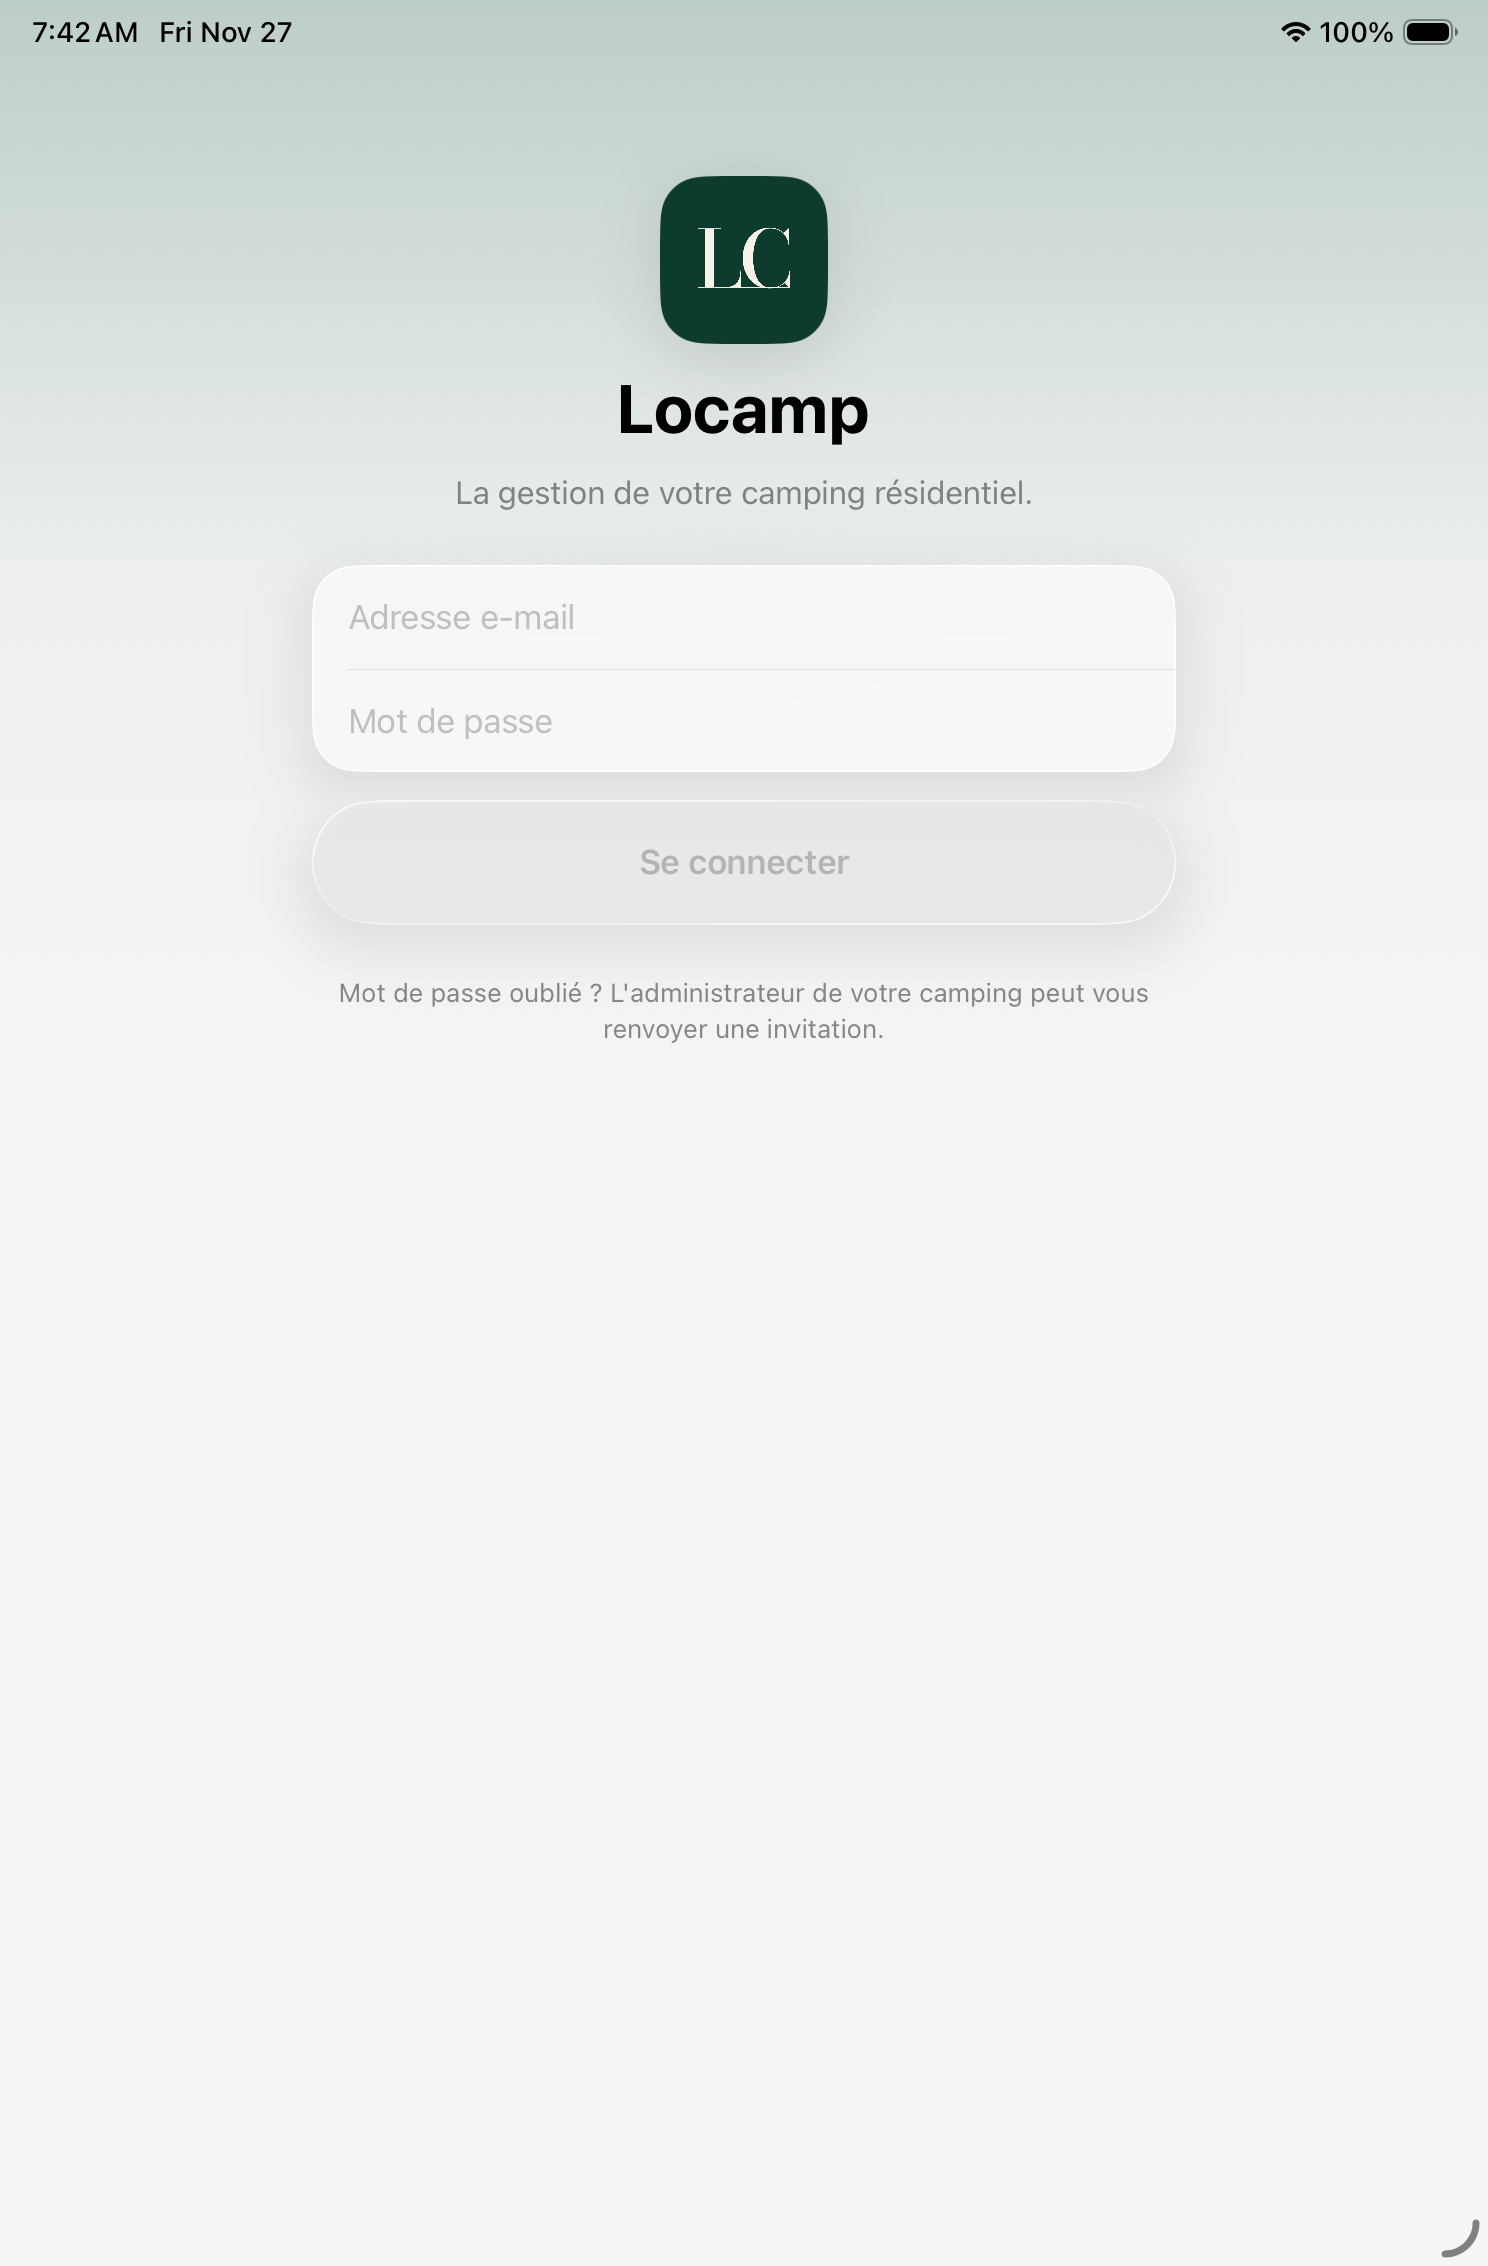 7:42 AM Fri Nov 27 100%
LC
Locamp
La gestion de votre camping résidentiel.
Adresse e-mail
Mot de passe
Se connecter
Mot de passe oublié ? L'administrateur de votre camping peut vous
renvoyer une invitation.